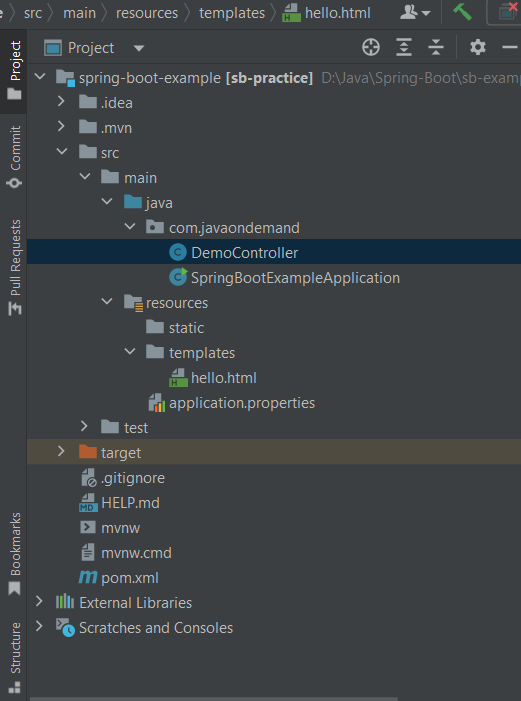 src > main > resources > templates > hello.html
Project
Project
spring-boot-example [sb-practice] D:\Java\Spring-Boot\sb-exam
.idea
.mvn
src
main
java
com.javaondemand
DemoController
SpringBootExampleApplication
resources
static
templates
hello.html
application.properties
test
target
.gitignore
HELP.md
mvnw
mvnw.cmd
pom.xml
External Libraries
Scratches and Consoles
Commit
Pull Requests
Bookmarks
Structure